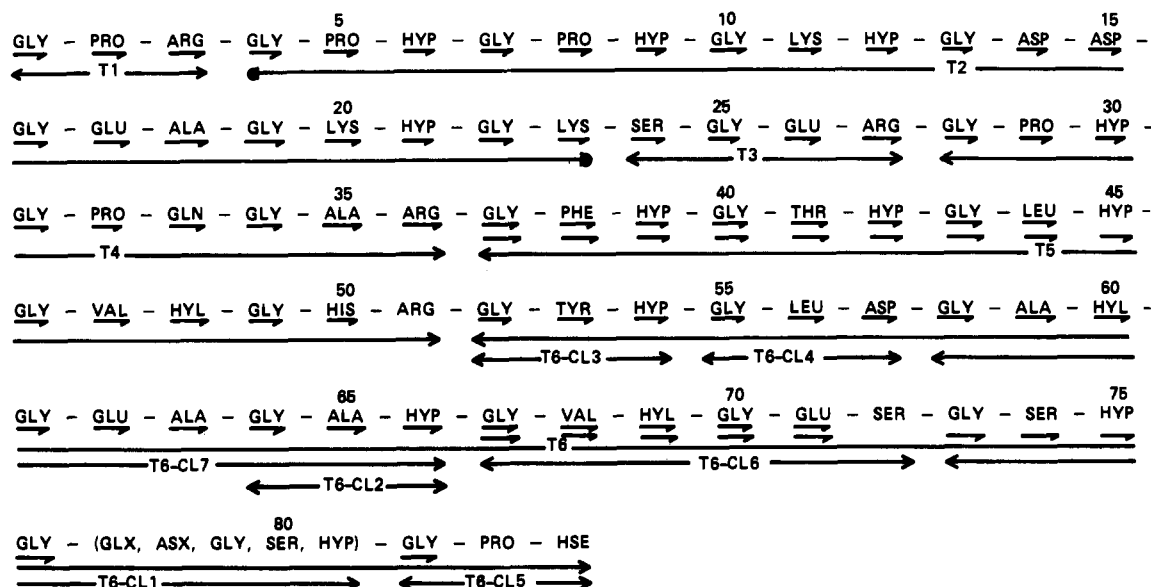 5 10 15
GLY - PRO - ARG - GLY - PRO - HYP - GLY - PRO - HYP - GLY - LYS - HYP - GLY - ASP - ASP -
T1 T2
20 25 30
GLY - GLU - ALA - GLY - LYS - HYP - GLY - LYS - SER - GLY - GLU - ARG - GLY - PRO - HYP -
T3
35 40 45
GLY - PRO - GLN - GLY - ALA - ARG - GLY - PHE - HYP - GLY - THR - HYP - GLY - LEU - HYP -
T4 T5
50 55 60
GLY - VAL - HYL - GLY - HIS - ARG - GLY - TYR - HYP - GLY - LEU - ASP - GLY - ALA - HYL -
T6-CL3 T6-CL4
65 70 75
GLY - GLU - ALA - GLY - ALA - HYP - GLY - VAL - HYL - GLY - GLU - SER - GLY - SER - HYP
T6
T6-CL7 T6-CL6
T6-CL2
80
GLY - (GLX, ASX, GLY, SER, HYP) - GLY - PRO - HSE
T6-CL1 T6-CL5